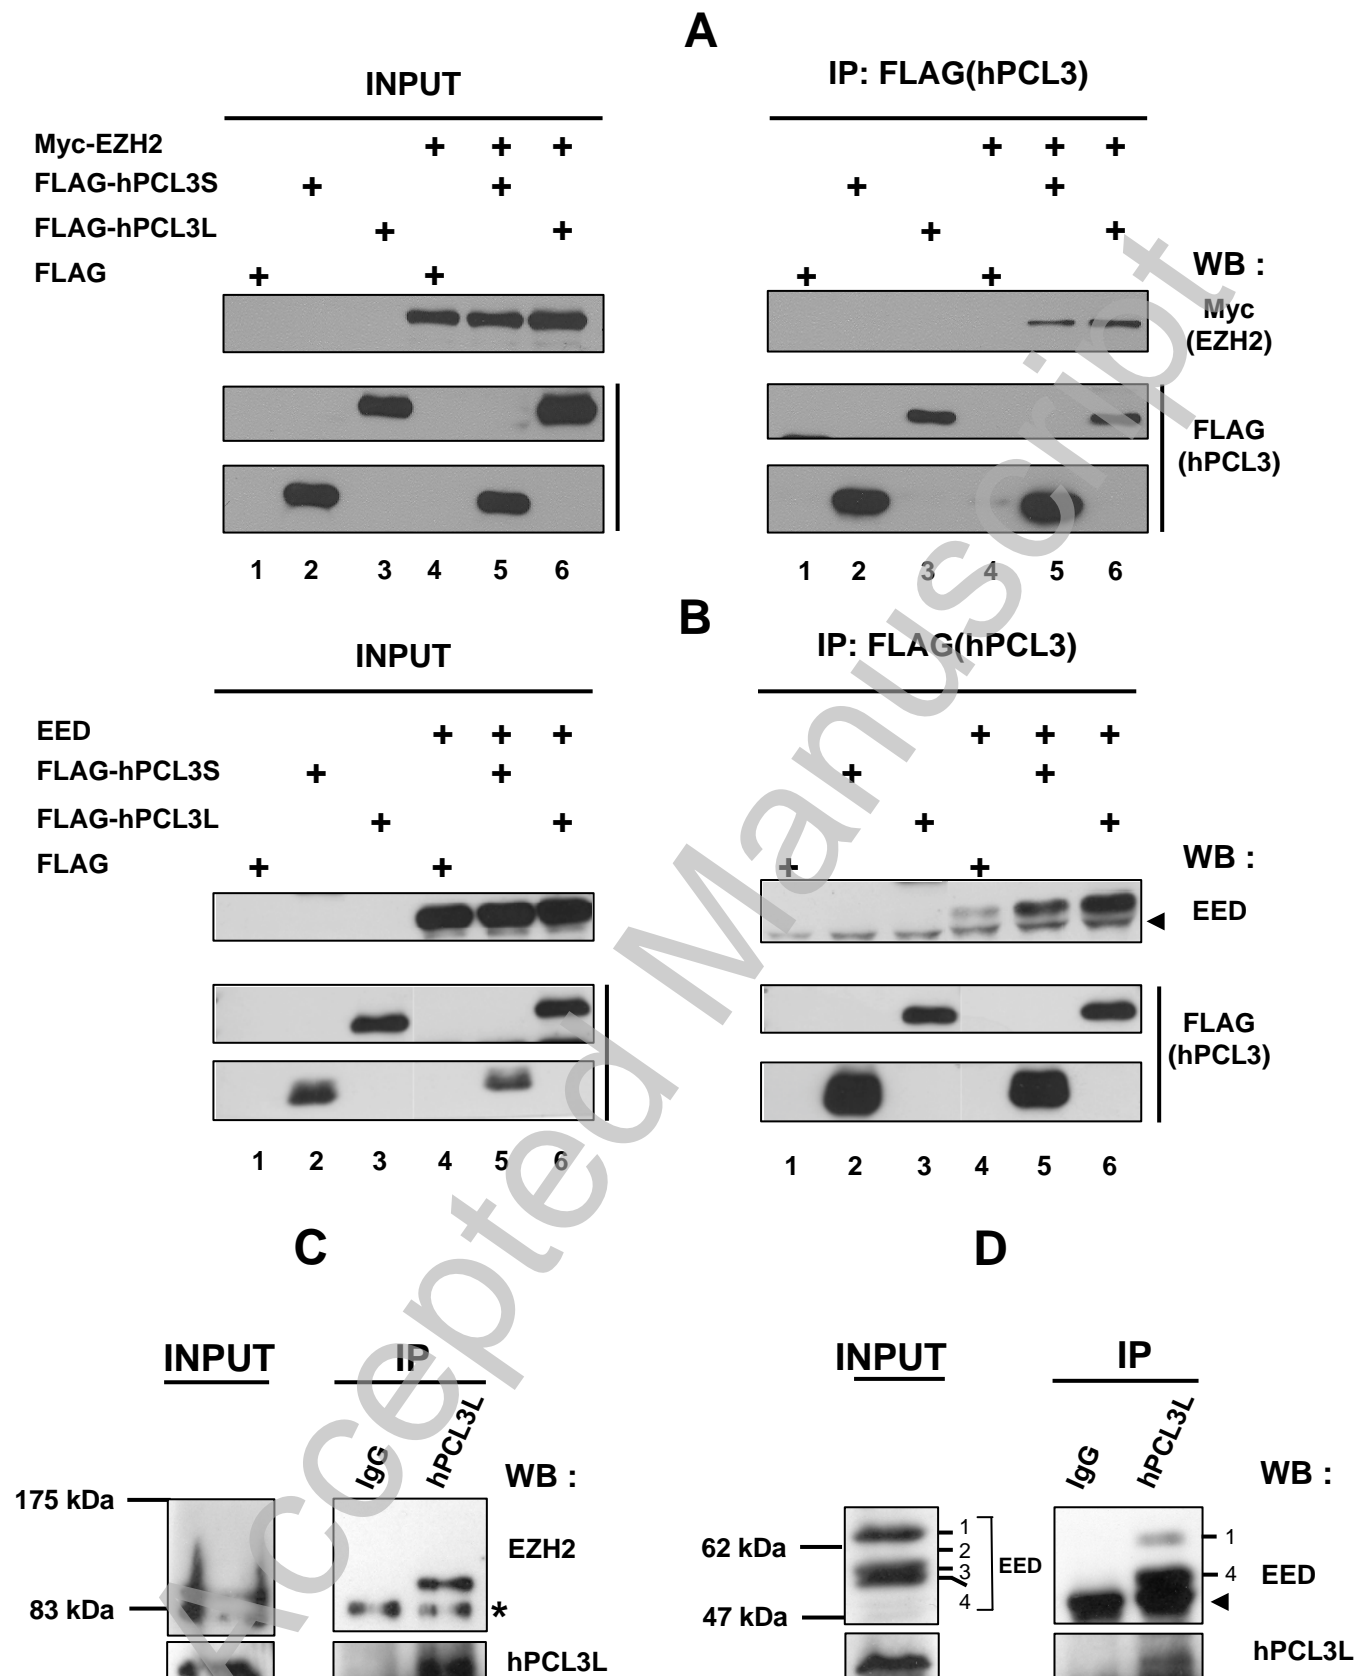 A
INPUT
IP: FLAG(hPCL3)
Myc-EZH2 + + + + + +
FLAG-hPCL3S + + + +
FLAG-hPCL3L + + + +
FLAG + + + +
WB :
Myc
(EZH2)
FLAG
(hPCL3)
1 2 3 4 5 6 1 2 3 4 5 6
B
INPUT
IP: FLAG(hPCL3)
EED + + + + + +
FLAG-hPCL3S + + + +
FLAG-hPCL3L + + + +
FLAG + + + +
WB :
EED
FLAG
(hPCL3)
1 2 3 4 5 6 1 2 3 4 5 6
C
INPUT IP
IgG hPCL3L
WB :
175 kDa
EZH2
83 kDa
*
hPCL3L
D
INPUT IP
IgG hPCL3L
WB :
62 kDa
47 kDa
1
2
3
4
EED
1
4
EED
hPCL3L
Accepted Manuscript